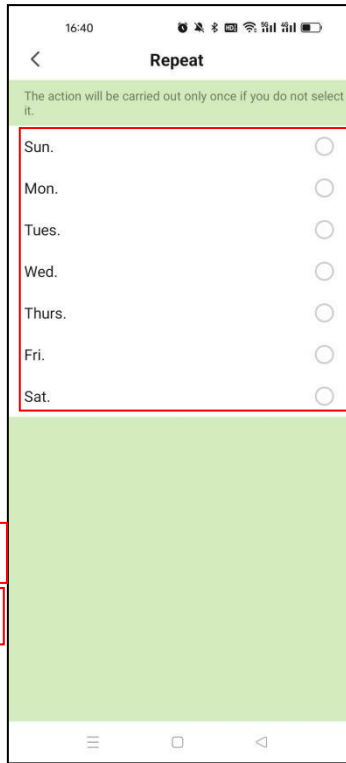 16:40
Repeat
The action will be carried out only once if you do not select
it.
Sun.
Mon.
Tues.
Wed.
Thurs.
Fri.
Sat.